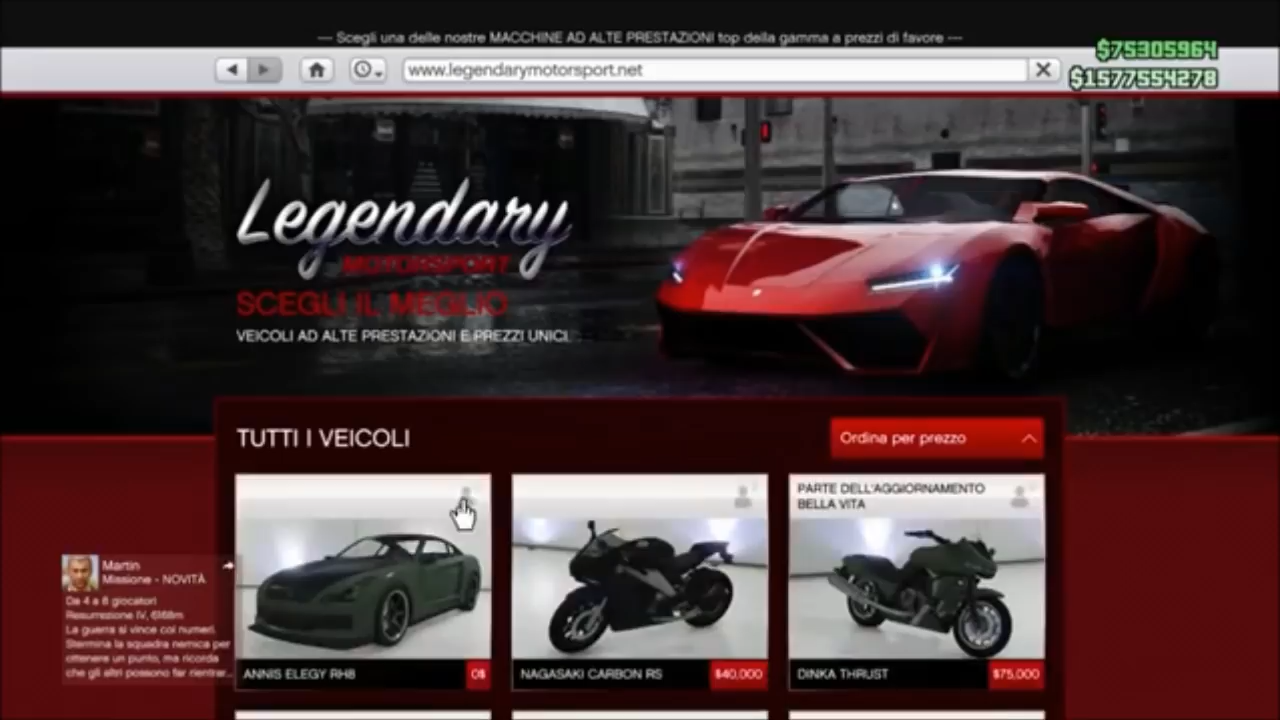 --- Scegli una delle nostre MACCHINE AD ALTE PRESTAZIONI top della gamma a prezzi di favore ---
$75305964
www.legendarymotorsport.net
$1577554278
Legendary
MOTORSPORT
SCEGLI IL MEGLIO
VEICOLI AD ALTE PRESTAZIONI E PREZZI UNICI.
TUTTI I VEICOLI
Ordina per prezzo
PARTE DELL'AGGIORNAMENTO
BELLA VITA
Martin
Missione - NOVITÀ
Da 4 a 8 giocatori
Resurrezione IV, 6168m
La guerra si vince coi numeri.
Stermina la squadra nemica per
ottenere un punto, ma ricorda
che gli altri possono far rientrar...
ANNIS ELEGY RH8
0$
NAGASAKI CARBON RS
$40,000
DINKA THRUST
$75,000